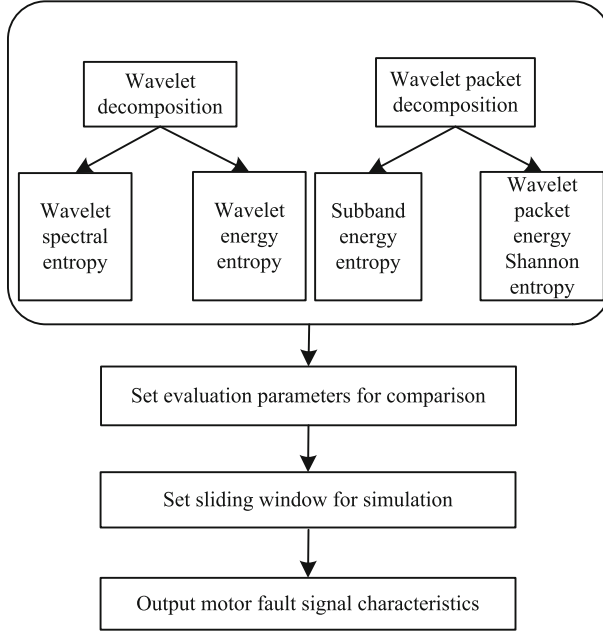 Wavelet
decomposition
Wavelet packet
decomposition
Wavelet
spectral
entropy
Wavelet
energy
entropy
Subband
energy
entropy
Wavelet
packet
energy
Shannon
entropy
Set evaluation parameters for comparison
Set sliding window for simulation
Output motor fault signal characteristics